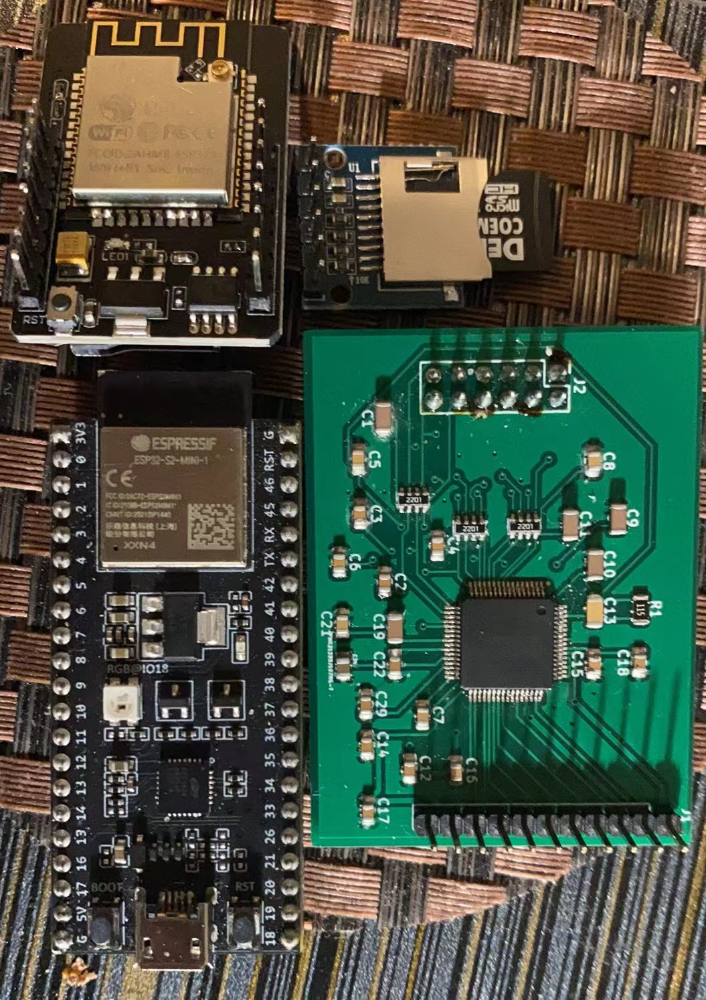 WiFi
LED1
RST
U1
↑10K
micro
DE
COEM
ESPRESSIF
ESP32-S2-MINI-1
CE
XXN4
3V3
0
1
2
3
4
5
6
7
8
9
10
11
12
13
14
13
16
17
5V
G
G
RST
46
45
RX
TX
42
41
40
39
38
37
36
35
34
33
26
21
20
19
18
RGB@IO18
BOOT
RST
J2
C1
C5
C8
2201
C3
2201
2201
C11
C9
C4
C6
C10
C2
C21
C19
C13
R1
115
C22
C15
C18
C29
C7
C14
C12
C16
C17
J1